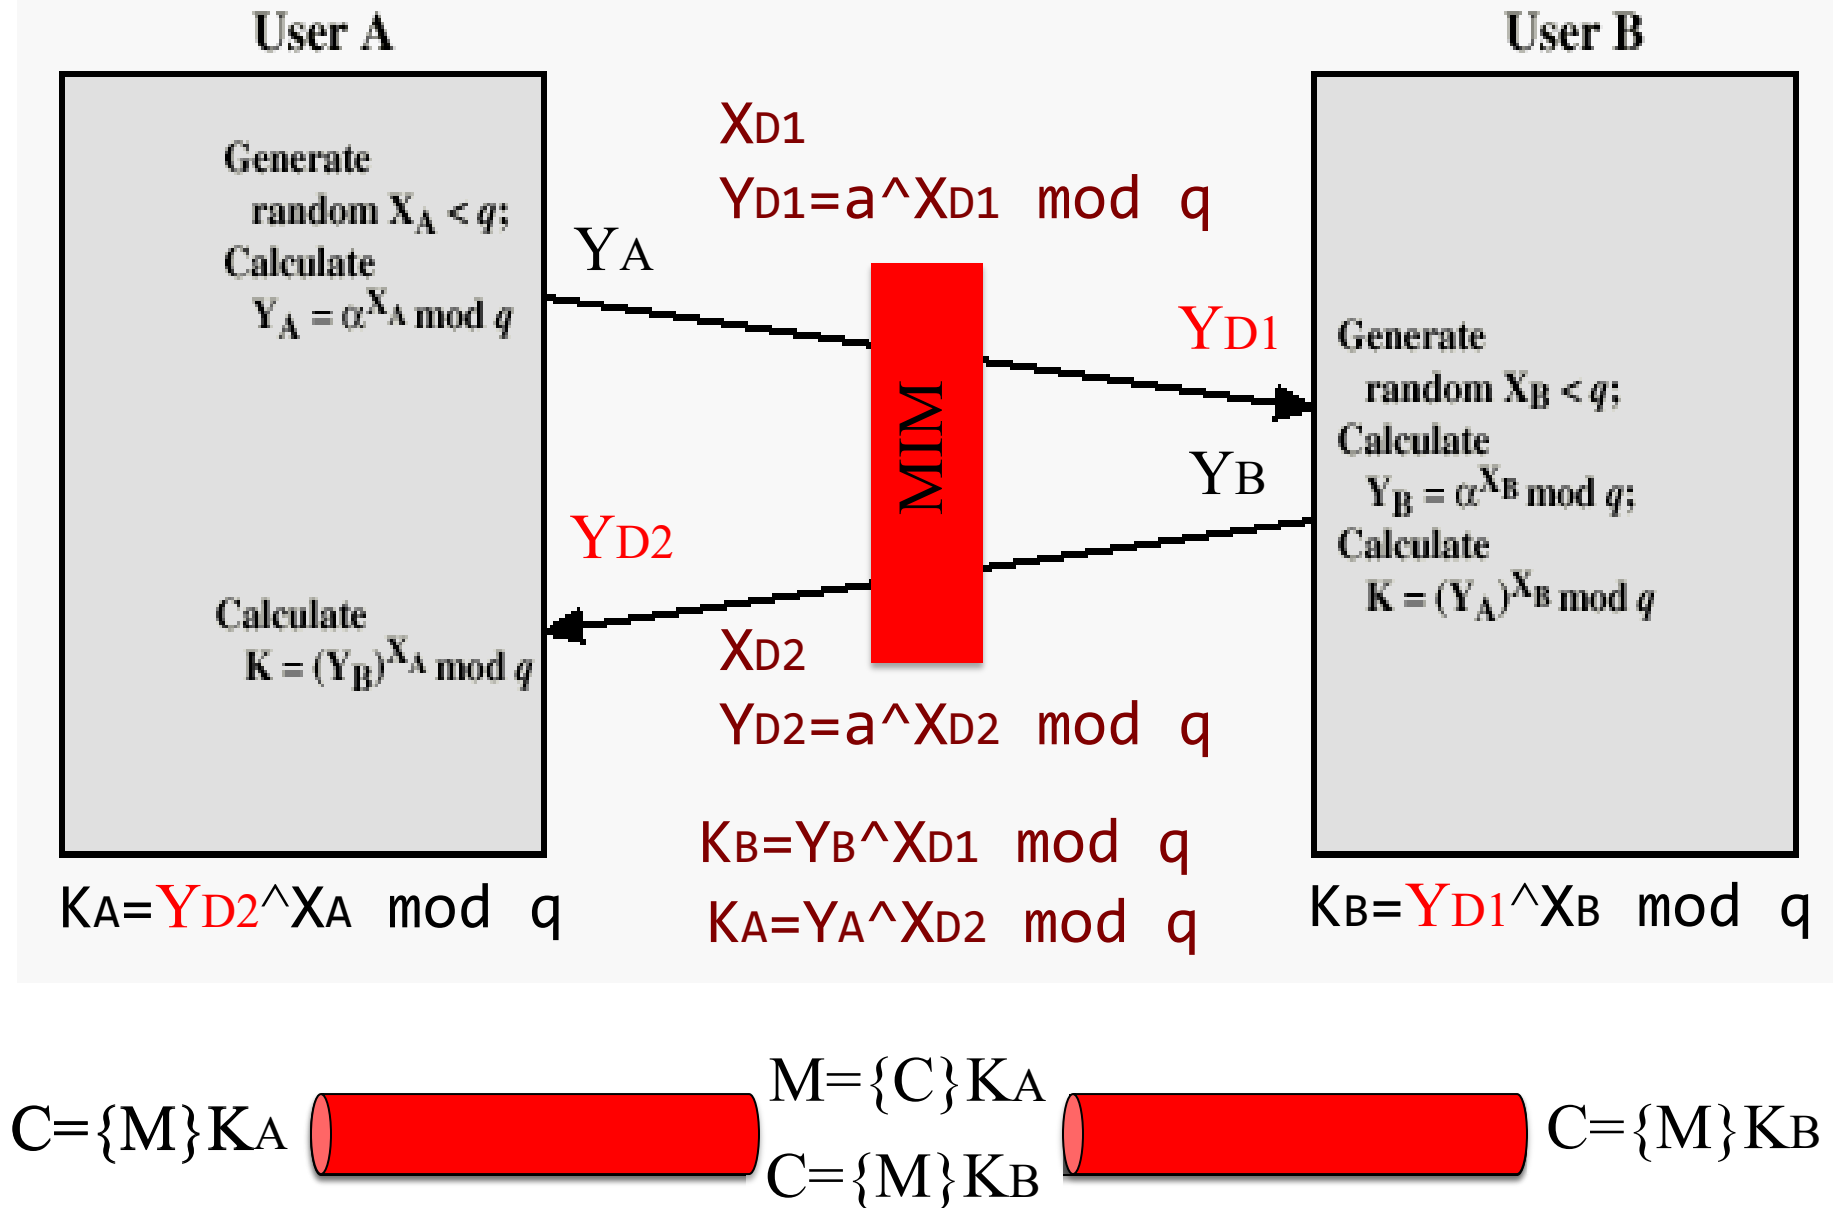 User A
Generate
random XA < q;
Calculate
YA = αXA mod q
Calculate
K = (YB)XA mod q
KA=YD2^XA mod q
XD1
YD1=a^XD1 mod q
YA
YD1
MIM
YB
YD2
XD2
YD2=a^XD2 mod q
KB=YB^XD1 mod q
KA=YA^XD2 mod q
User B
Generate
random XB < q;
Calculate
YB = αXB mod q;
Calculate
K = (YA)XB mod q
KB=YD1^XB mod q
C={M}KA
M={C}KA
C={M}KB
C={M}KB